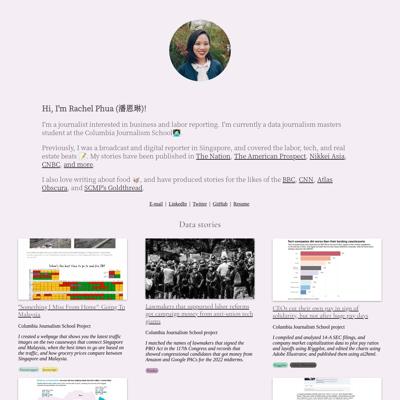 Hi, I'm Rachel Phua (潘恩琳)!
I'm a journalist interested in business and labor reporting. I'm currently a data journalism masters
student at the Columbia Journalism School
Previously, I was a broadcast and digital reporter in Singapore, and covered the labor, tech, and real
estate beats . My stories have been published in The Nation, The American Prospect, Nikkei Asia,
CNBC, and more.
I also love writing about food , and have produced stories for the likes of the BBC, CNN, Atlas
Obscura, and SCMP's Goldthread.
E-mail | LinkedIn | Twitter | GitHub | Resume
Data stories
"Something I Miss From Home": Guide To
Malaysia
Columbia Journalism School Project
I created a webpage that shows you the latest traffic
images on the two causeways that connect Singapore
and Malaysia, when the best times to go are based on
the traffic, and how grocery prices compare between
Singapore and Malaysia.
Lawmakers that supported labor reforms
got campaign money from anti-union tech
giants
Columbia Journalism School project
I matched the names of lawmakers that signed the
PRO Act in the 117th Congress and records that
showed congressional candidates that got money from
Amazon and Google PACs for the 2022 midterms.
CEOs cut their own pay in sign of
solidarity, but not after huge pay days
Columbia Journalism School project
I compiled and analyzed 14-A SEC filings, and
company market capitalization data to plot pay ratios
and layoffs using R/ggplot, and edited the charts using
Adobe Illustrator, and published them using ai2html.